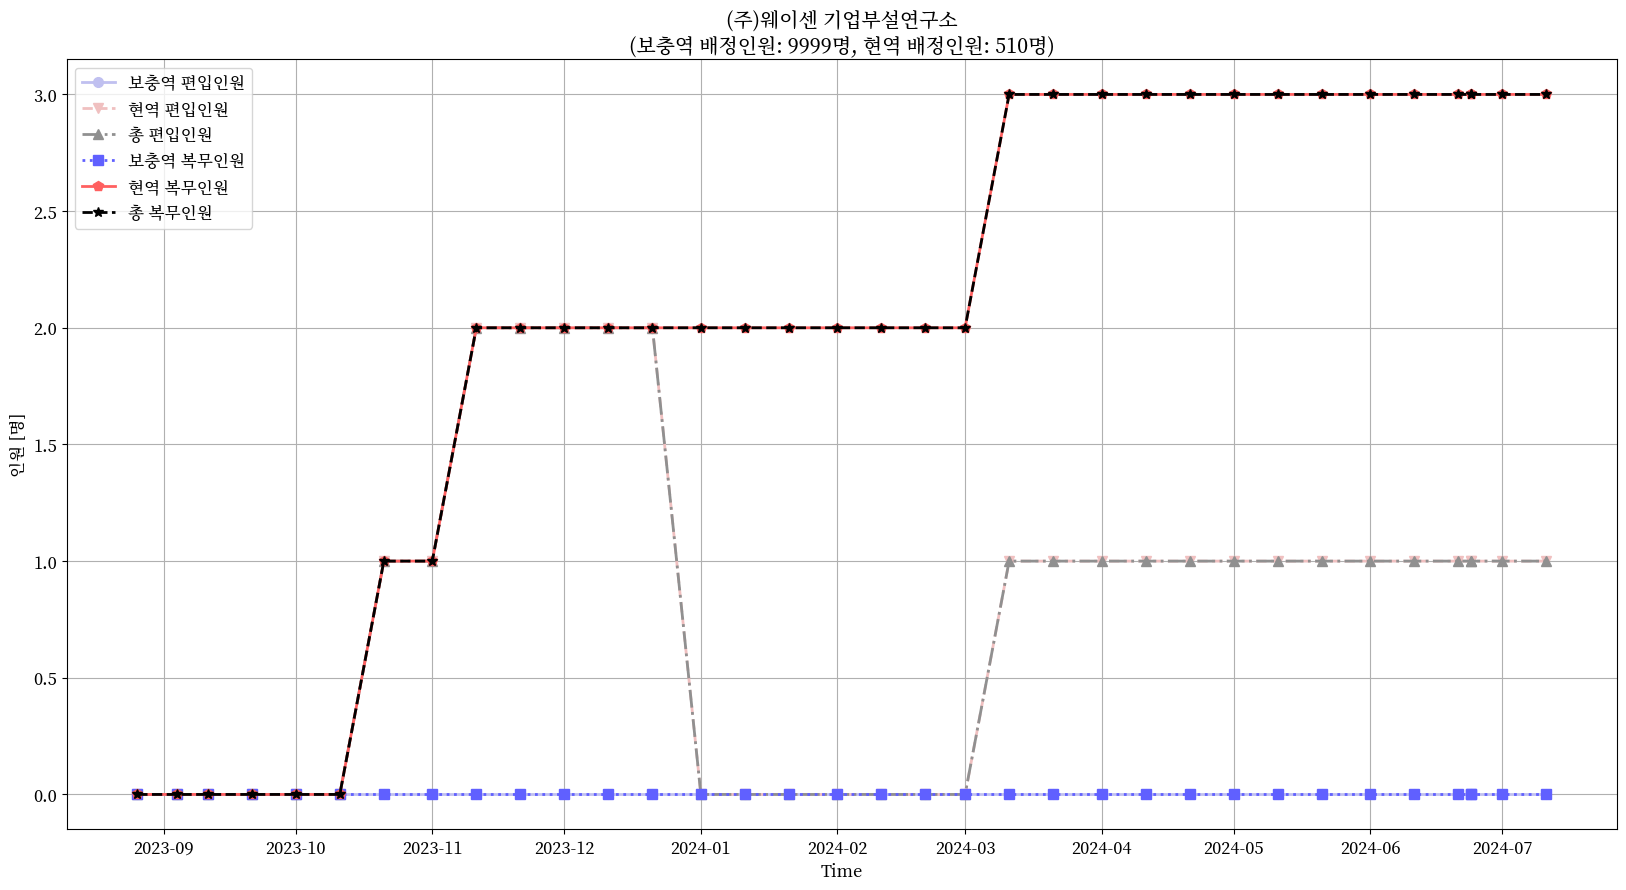 (주)웨이센 기업부설연구소
(보충역 배정인원: 9999명, 현역 배정인원: 510명)
보충역 편입인원
현역 편입인원
총 편입인원
보충역 복무인원
현역 복무인원
총 복무인원
3.0
2.5
2.0
1.5
1.0
0.5
0.0
인원 [명]
2023-09 2023-10 2023-11 2023-12 2024-01 2024-02 2024-03 2024-04 2024-05 2024-06 2024-07
Time